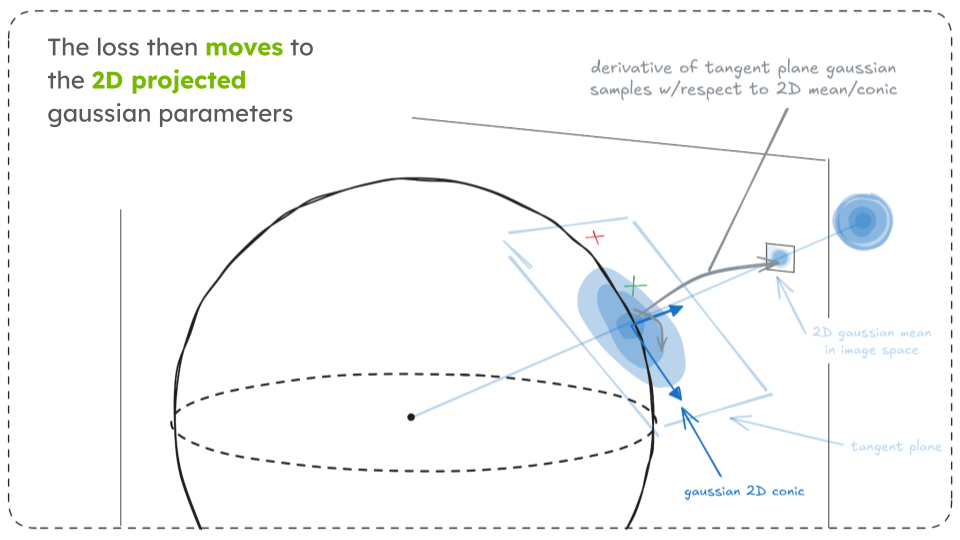 The loss then moves to
the 2D projected
gaussian parameters
derivative of tangent plane gaussian
samples w/respect to 2D mean/conic
2D gaussian mean
in image space
tangent plane
gaussian 2D conic